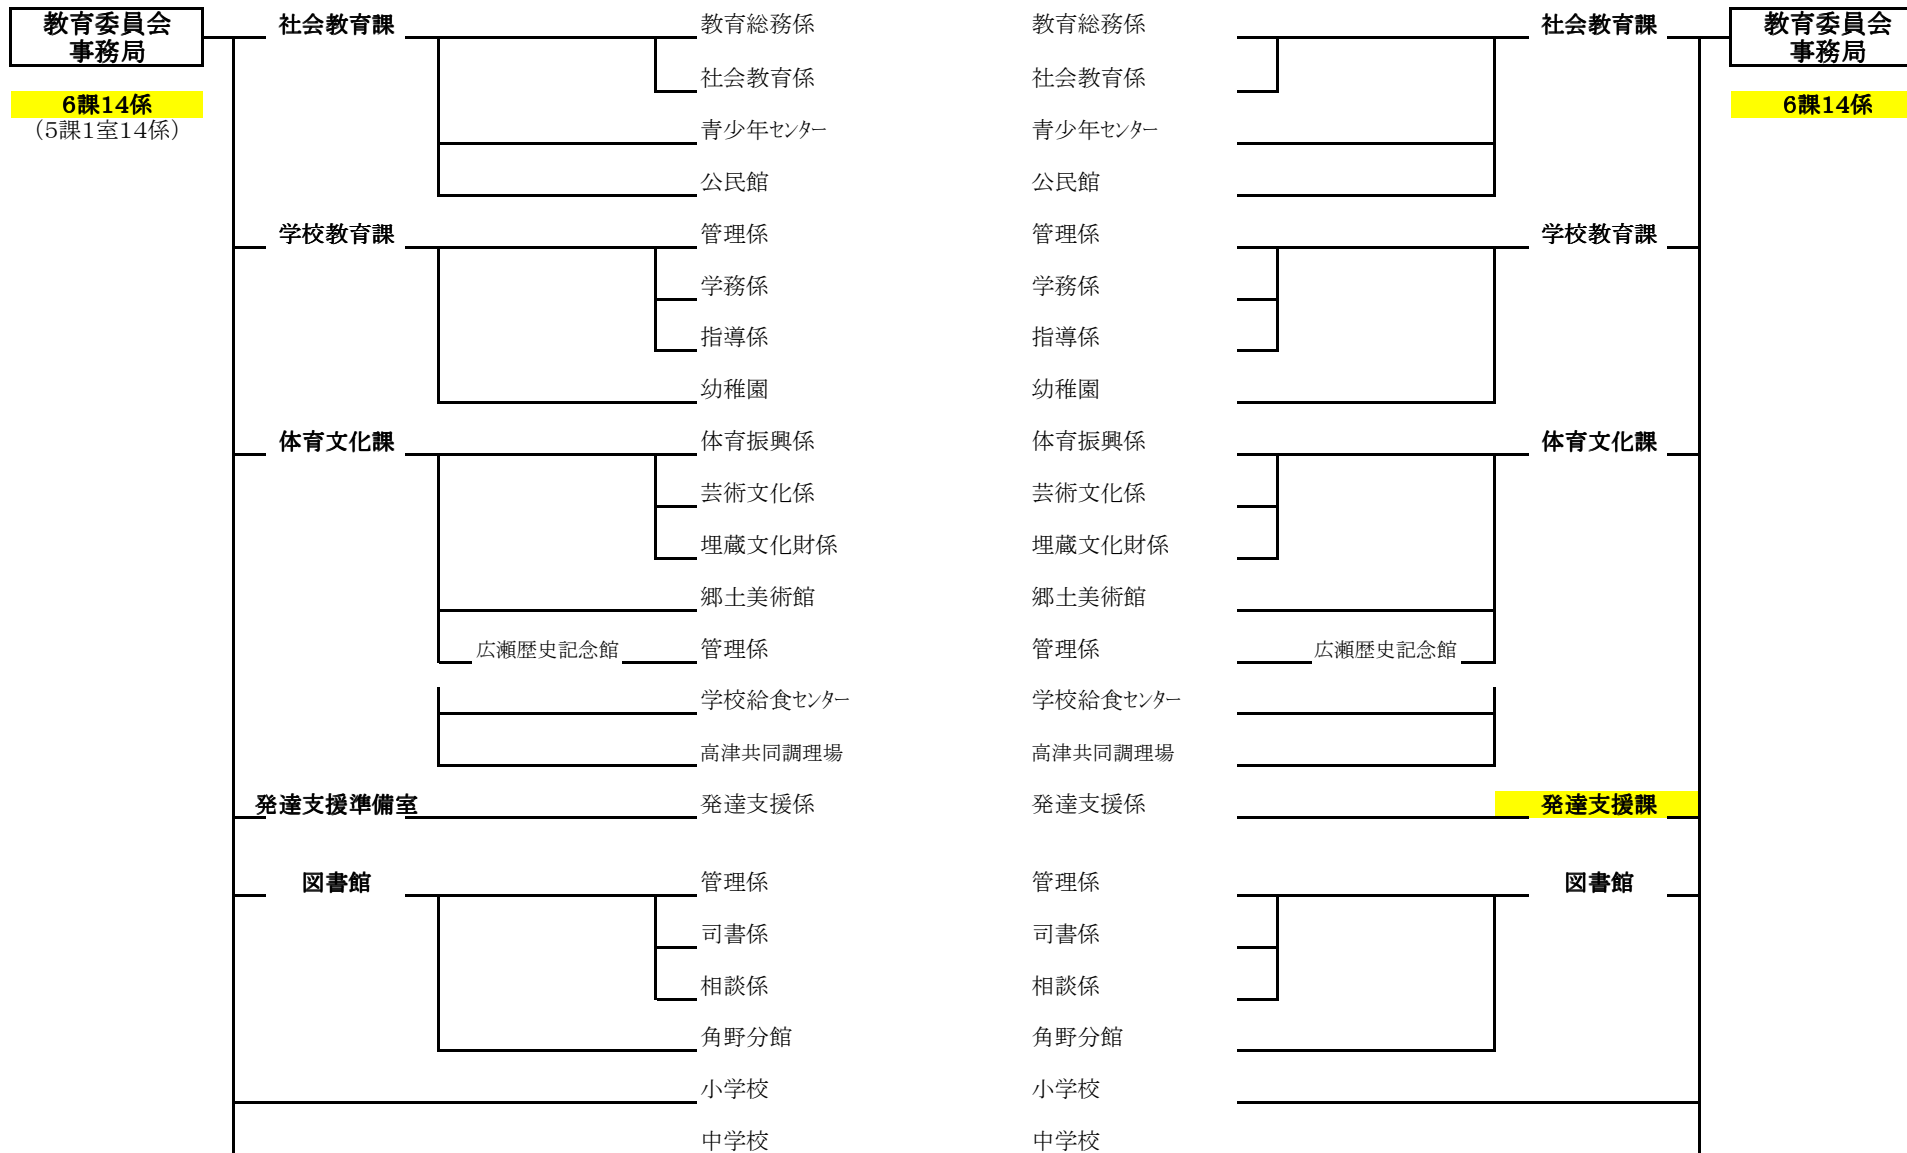 教育委員会
事務局
社会教育課
教育総務係
教育総務係
社会教育課
教育委員会
事務局
社会教育係
社会教育係
6課14係
6課14係
（5課1室14係）
青少年センター
青少年センター
公民館
公民館
学校教育課
管理係
管理係
学校教育課
学務係
学務係
指導係
指導係
幼稚園
幼稚園
体育文化課
体育振興係
体育振興係
体育文化課
芸術文化係
芸術文化係
埋蔵文化財係
埋蔵文化財係
郷土美術館
郷土美術館
広瀬歴史記念館
管理係
管理係
広瀬歴史記念館
学校給食センター
学校給食センター
高津共同調理場
高津共同調理場
発達支援準備室
発達支援係
発達支援係
発達支援課
図書館
管理係
管理係
図書館
司書係
司書係
相談係
相談係
角野分館
角野分館
小学校
小学校
中学校
中学校